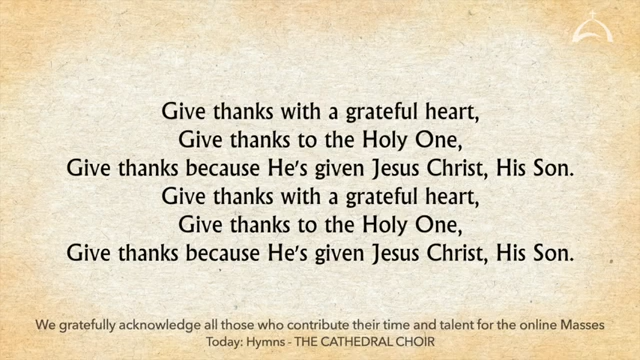 Give thanks with a grateful heart,
Give thanks to the Holy One,
Give thanks because He's given Jesus Christ, His Son.
Give thanks with a grateful heart,
Give thanks to the Holy One,
Give thanks because He's given Jesus Christ, His Son.
We gratefully acknowledge all those who contribute their time and talent for the online Masses
Today: Hymns - THE CATHEDRAL CHOIR